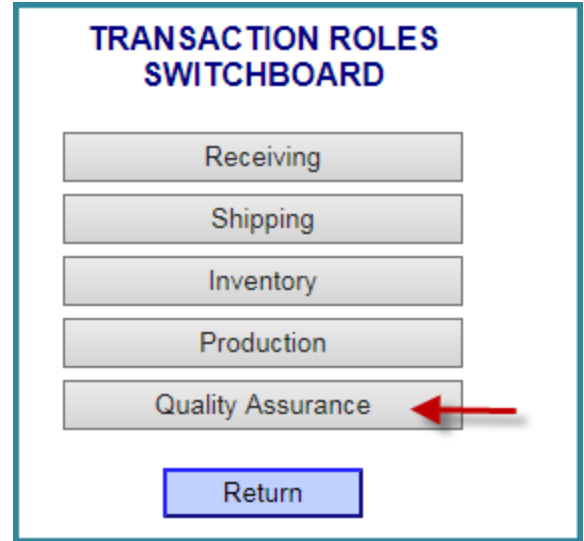 TRANSACTION ROLES
SWITCHBOARD
Receiving
Shipping
Inventory
Production
Quality Assurance
Return